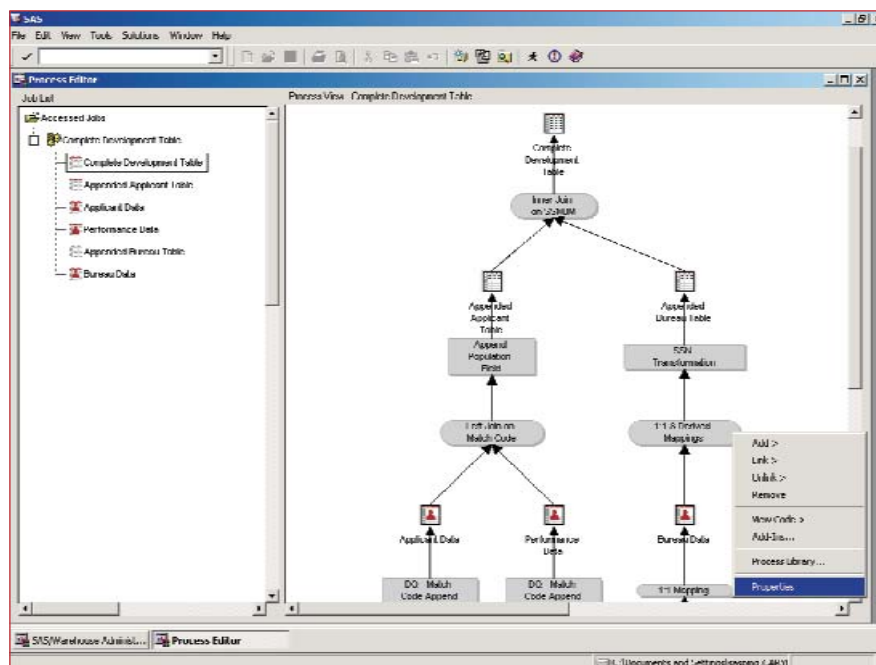 SAS
File Edit View Tools Solutions Window Help
Process Editor
Job List
Process View Complete Development Table
Accessed Jobs
Complete Development Table
Complete Development Table
Appended Applicant Table
Applicant Data
Performance Data
Appended Bureau Table
Bureau Data
Complete
Development
Table
Inner Join
on SSNUM
Appended
Applicant
Table
Appended
Bureau Table
Append
Population
Field
SSN
Transformation
Left Join on
Match Code
1:1 & Derived
Mappings
Applicant Data
Performance
Data
Bureau Data
DQ Match
Code Append
DQ Match
Code Append
1:1 Mapping
Add >
Link >
Unlink >
Remove
View Code >
Add-Ins...
Process Library...
Properties
SAS/Warehouse Administ...
Process Editor